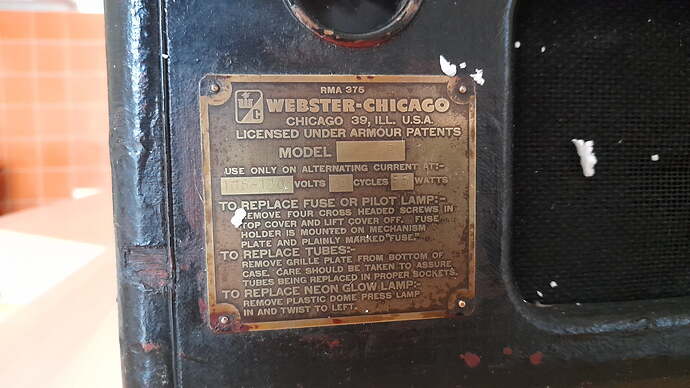 RMA 375
W C
WEBSTER-CHICAGO
CHICAGO 39, ILL. U.S.A.
LICENSED UNDER ARMOUR PATENTS
MODEL
USE ONLY ON ALTERNATING CURRENT AT:-
VOLTS CYCLES WATTS
TO REPLACE FUSE OR PILOT LAMP:-
REMOVE FOUR CROSS HEADED SCREWS IN
TOP COVER AND LIFT COVER OFF. FUSE
HOLDER IS MOUNTED ON MECHANISM
PLATE AND PLAINLY MARKED "FUSE."
TO REPLACE TUBES:-
REMOVE GRILLE PLATE FROM BOTTOM OF
CASE. CARE SHOULD BE TAKEN TO ASSURE
TUBES BEING REPLACED IN PROPER SOCKETS.
TO REPLACE NEON GLOW LAMP:-
REMOVE PLASTIC DOME PRESS LAMP
IN AND TWIST TO LEFT.